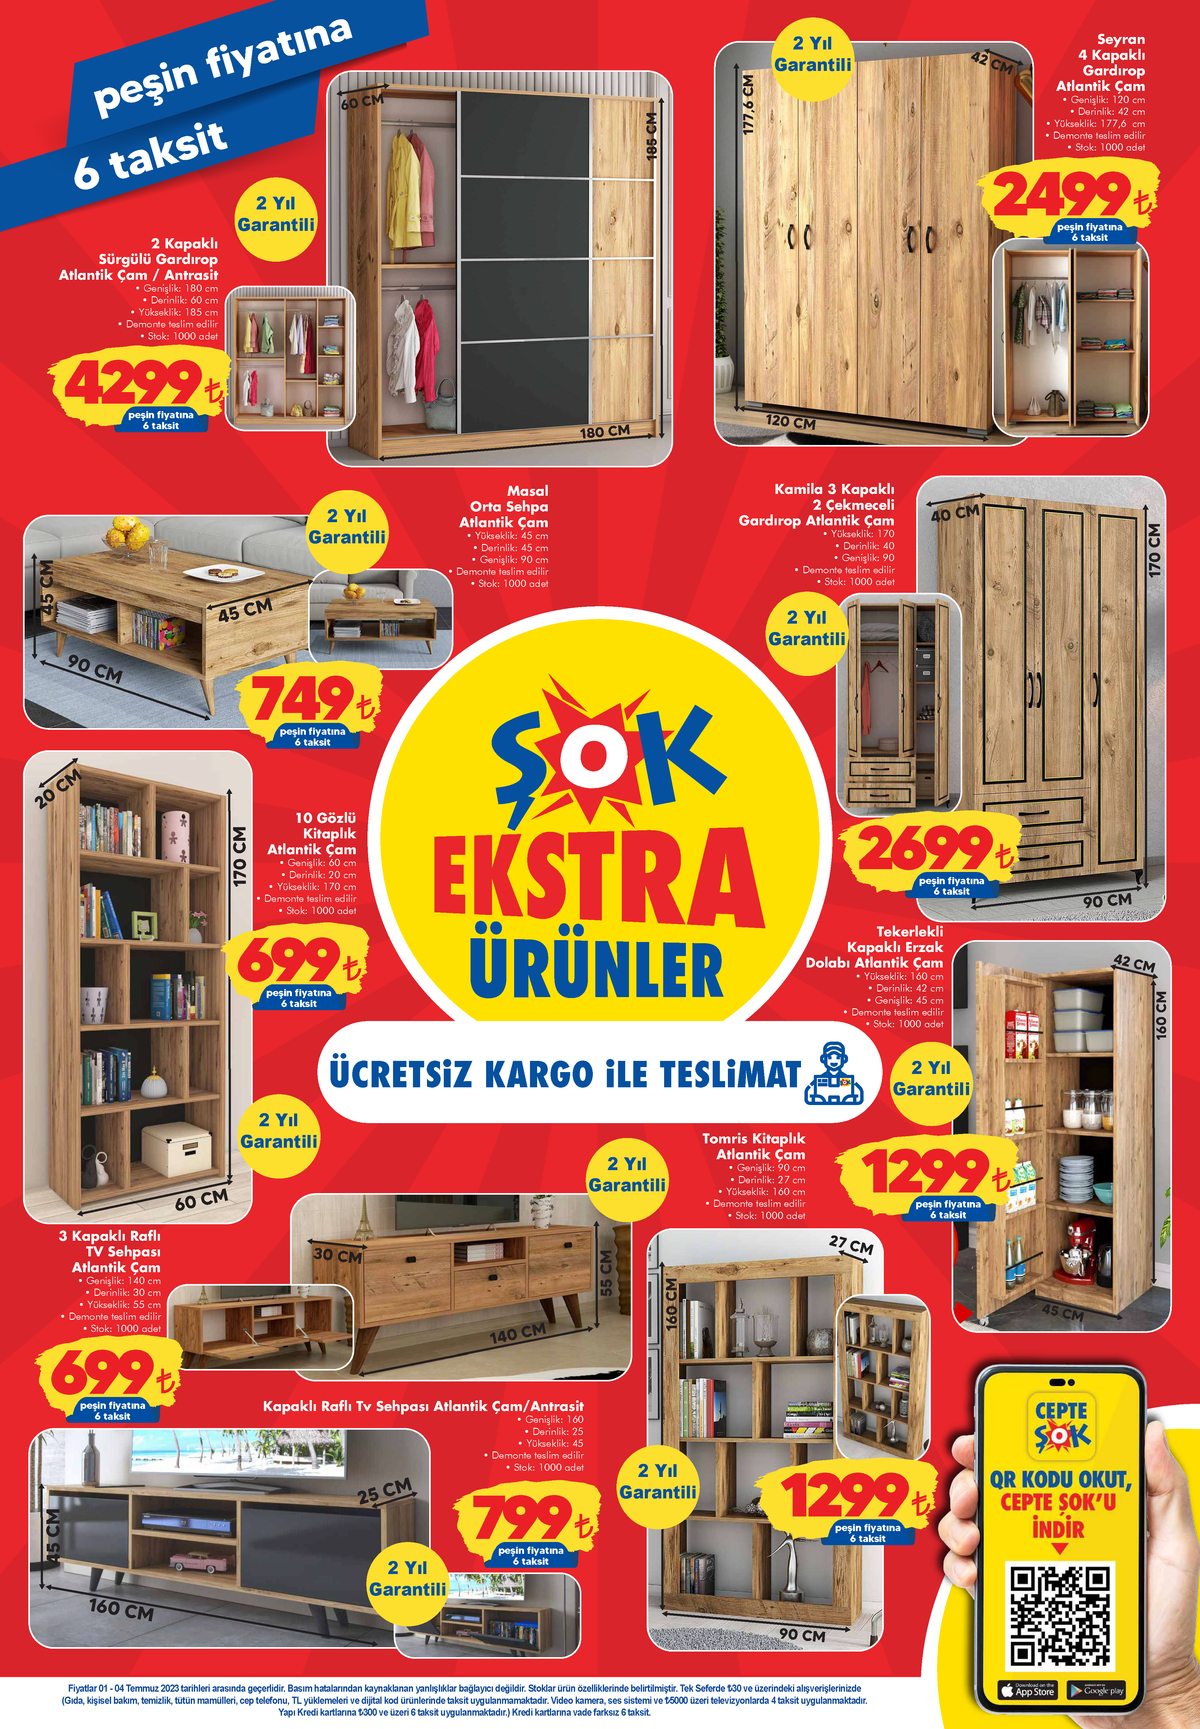 peşin fiyatına
6 taksit
2 Yıl
Garantili
2 Kapaklı
Sürgülü Gardırop
Atlantik Çam / Antrasit
• Genişlik: 180 cm
• Derinlik: 60 cm
• Yükseklik: 185 cm
• Demonte teslim edilir
• Stok: 1000 adet
4299₺
peşin fiyatına
6 taksit
60 CM
185 CM
180 CM
2 Yıl
Garantili
177,6 CM
42 CM
120 CM
Seyran
4 Kapaklı
Gardırop
Atlantik Çam
• Genişlik: 120 cm
• Derinlik: 42 cm
• Yükseklik: 177,6 cm
• Demonte teslim edilir
• Stok: 1000 adet
2499₺
peşin fiyatına
6 taksit
2 Yıl
Garantili
45 CM
45 CM
90 CM
Masal
Orta Sehpa
Atlantik Çam
• Yükseklik: 45 cm
• Derinlik: 45 cm
• Genişlik: 90 cm
• Demonte teslim edilir
• Stok: 1000 adet
749₺
peşin fiyatına
6 taksit
Kamila 3 Kapaklı
2 Çekmeceli
Gardırop Atlantik Çam
• Yükseklik: 170
• Derinlik: 40
• Genişlik: 90
• Demonte teslim edilir
• Stok: 1000 adet
2 Yıl
Garantili
40 CM
170 CM
90 CM
2699₺
peşin fiyatına
6 taksit
20 CM
170 CM
60 CM
10 Gözlü
Kitaplık
Atlantik Çam
• Genişlik: 60 cm
• Derinlik: 20 cm
• Yükseklik: 170 cm
• Demonte teslim edilir
• Stok: 1000 adet
699₺
peşin fiyatına
6 taksit
2 Yıl
Garantili
ŞOK
EKSTRA
ÜRÜNLER
ÜCRETSİZ KARGO İLE TESLİMAT
Tekerlekli
Kapaklı Erzak
Dolabı Atlantik Çam
• Yükseklik: 160 cm
• Derinlik: 42 cm
• Genişlik: 45 cm
• Demonte teslim edilir
• Stok: 1000 adet
2 Yıl
Garantili
42 CM
160 CM
45 CM
1299₺
peşin fiyatına
6 taksit
3 Kapaklı Raflı
TV Sehpası
Atlantik Çam
• Genişlik: 140 cm
• Derinlik: 30 cm
• Yükseklik: 55 cm
• Demonte teslim edilir
• Stok: 1000 adet
699₺
peşin fiyatına
6 taksit
30 CM
55 CM
140 CM
2 Yıl
Garantili
Tomris Kitaplık
Atlantik Çam
• Genişlik: 90 cm
• Derinlik: 27 cm
• Yükseklik: 160 cm
• Demonte teslim edilir
• Stok: 1000 adet
27 CM
160 CM
90 CM
2 Yıl
Garantili
1299₺
peşin fiyatına
6 taksit
Kapaklı Raflı Tv Sehpası Atlantik Çam/Antrasit
• Genişlik: 160
• Derinlik: 25
• Yükseklik: 45
• Demonte teslim edilir
• Stok: 1000 adet
799₺
peşin fiyatına
6 taksit
25 CM
45 CM
160 CM
2 Yıl
Garantili
CEPTE
ŞOK
QR KODU OKUT,
CEPTE ŞOK'U
İNDİR
Download on the
App Store
Google play
Fiyatlar 01 - 04 Temmuz 2023 tarihleri arasında geçerlidir. Basım hatalarından kaynaklanan yanlışlıklar bağlayıcı değildir. Stoklar ürün özelliklerinde belirtilmiştir. Tek Seferde ₺30 ve üzerindeki alışverişlerinizde
(Gıda, kişisel bakım, temizlik, tütün mamülleri, cep telefonu, TL yüklemeleri ve dijital kod ürünlerinde taksit uygulanmamaktadır. Video kamera, ses sistemi ve ₺5000 üzeri televizyonlarda 4 taksit uygulanmaktadır.
Yapı Kredi kartlarına ₺300 ve üzeri 6 taksit uygulanmaktadır.) Kredi kartlarına vade farksız 6 taksit.